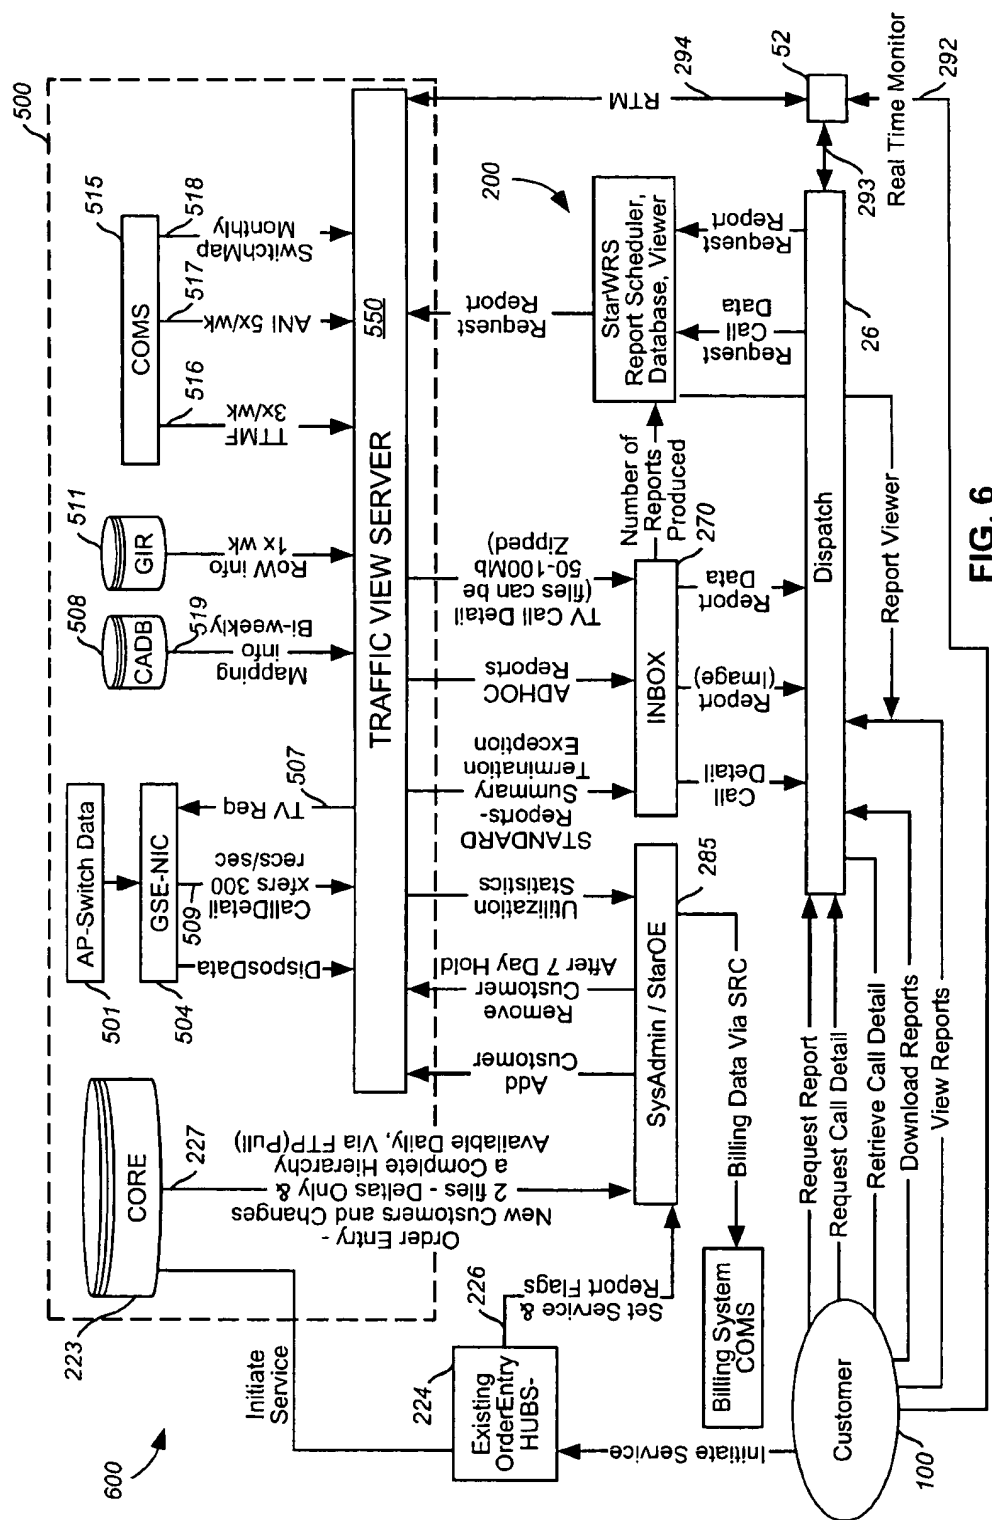 600
500
223
CORE
227
Order Entry -
New Customers and Changes
2 files - Deltas Only &
a Complete Hierarchy
Available Daily, Via FTP(Pull)
AP-Switch Data
501
GSE-NIC
504
DisposData
509
CallDetail
xfers 300
recs/sec
TV Req
507
CADB
508
519
Mapping
info
Bi-weekly
GIR
511
RoW info
1x wk
COMS
515
516
TTMF
3x/wk
517
ANI 5x/wk
518
SwitchMap
Monthly
TRAFFIC VIEW SERVER
550
Initiate
Service
224
Existing
OrderEntry
HUBS-
226
Set Service &
Report Flags
Add
Customer
Remove
Customer
After 7 Day Hold
Utilization
Statistics
STANDARD
Reports-
Summary
Termination
Exception
ADHOC
Reports
TV Call Detail
(files can be
50-100Mb
Zipped)
Request
Report
200
RTM
294
SysAdmin / StarOE
285
INBOX
270
Number of
Reports
Produced
StarWRS
Report Scheduler,
Database, Viewer
Billing Data Via SRC
Billing System
COMS
Call
Detail
Report
(Image)
Report
Data
Request
Call
Data
Request
Report
Initiate Service
Customer
100
Request Report
Request Call Detail
Retrieve Call Detail
Download Reports
View Reports
Dispatch
26
Report Viewer
293
52
Real Time Monitor
292
FIG. 6